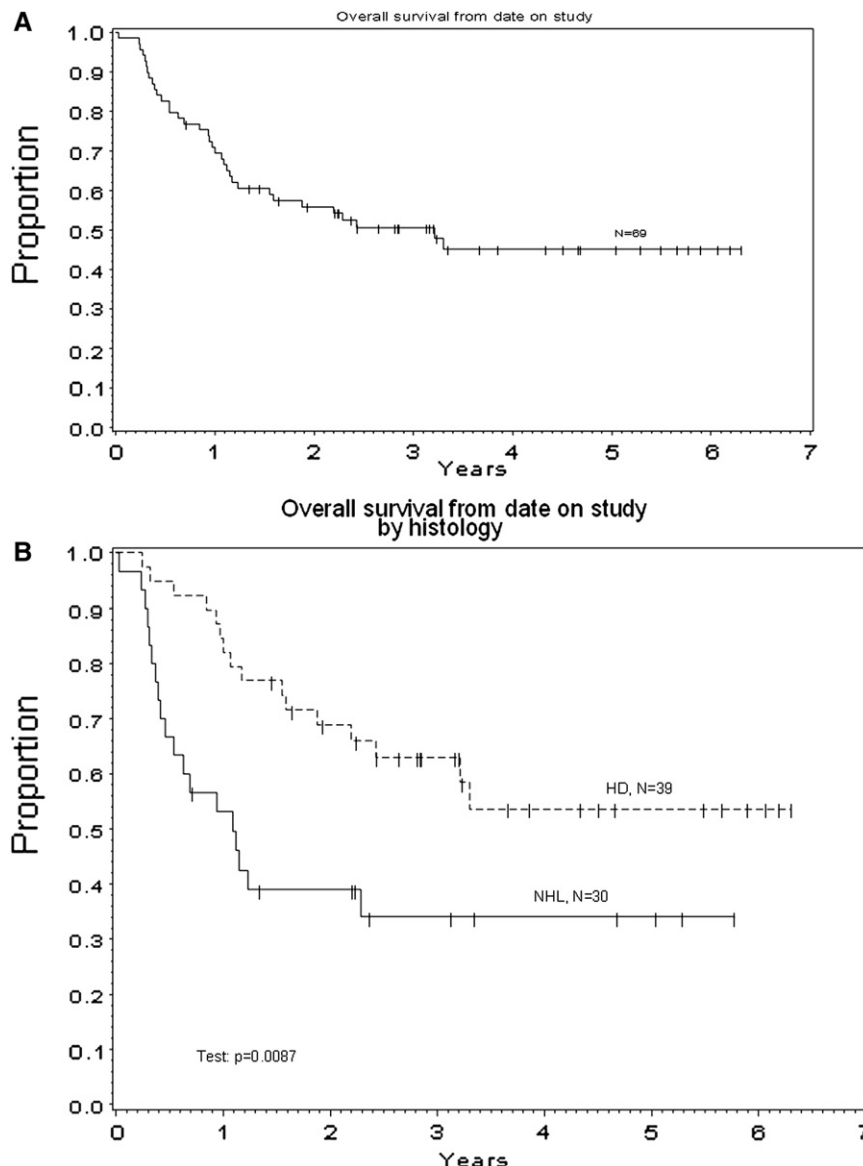 A
Overall survival from date on study
1.0
0.9
0.8
0.7
0.6
0.5
0.4
0.3
0.2
0.1
0.0
Proportion
N=69
0 1 2 3 4 5 6 7
Years
Overall survival from date on study
by histology
B
1.0
0.9
0.8
0.7
0.6
0.5
0.4
0.3
0.2
0.1
0.0
Proportion
HD, N=39
NHL, N=30
Test: p=0.0087
0 1 2 3 4 5 6 7
Years